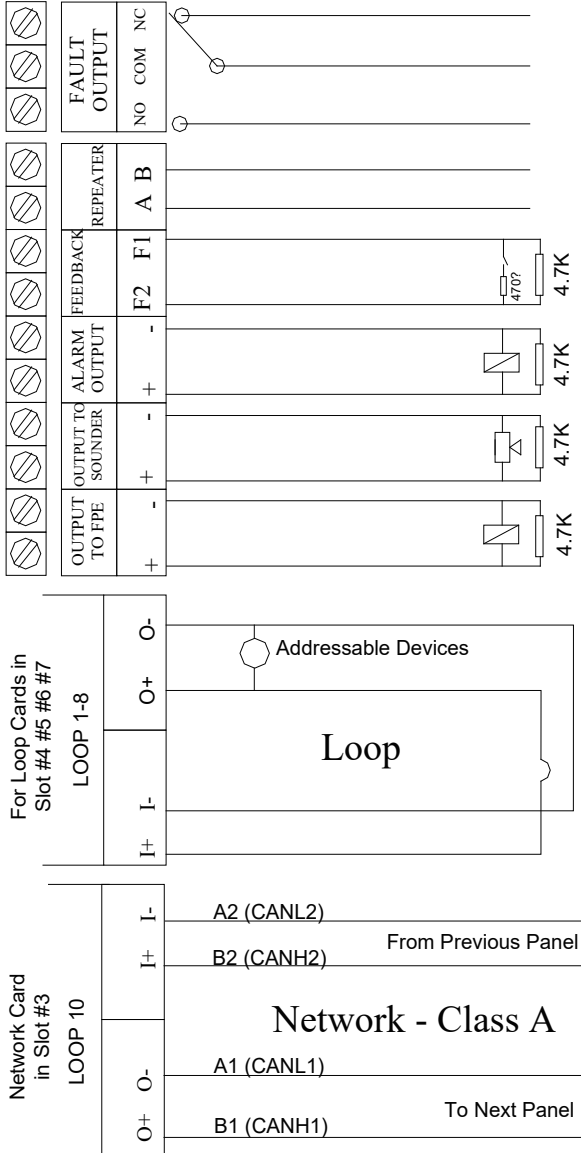 FAULT
OUTPUT
NO COM NC
REPEATER
A B
FEEDBACK
F2 F1
470?
4.7K
ALARM
OUTPUT
+ -
4.7K
OUTPUT TO
SOUNDER
+ -
4.7K
OUTPUT
TO FPE
+ -
4.7K
For Loop Cards in
Slot #4 #5 #6 #7
LOOP 1-8
I+ I- O+ O-
Addressable Devices
Loop
Network Card
in Slot #3
LOOP 10
O+ O- I+ I-
A2 (CANL2)
From Previous Panel
B2 (CANH2)
Network - Class A
A1 (CANL1)
To Next Panel
B1 (CANH1)